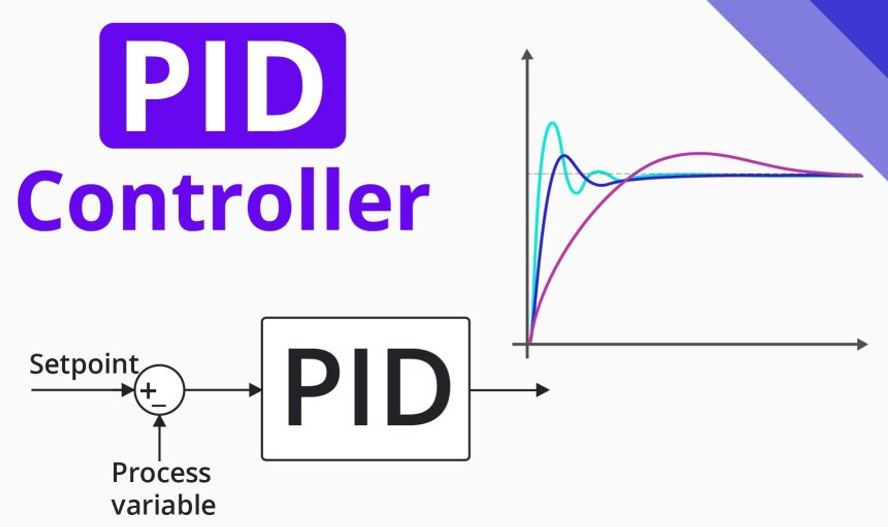 PID
Controller
Setpoint
+
−
PID
Process
variable